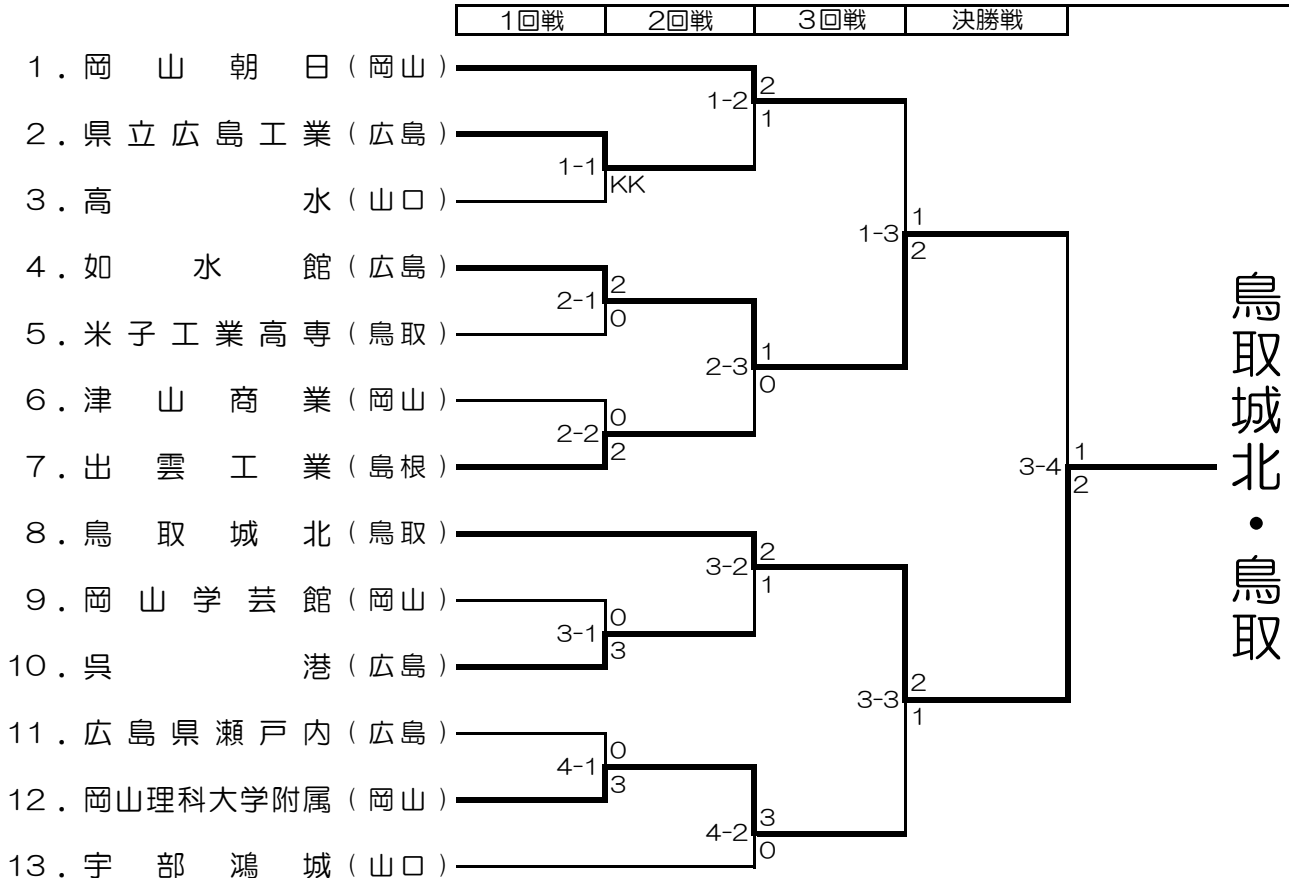 1回戦 2回戦 3回戦 決勝戦
1．岡山朝日（岡山）
1-2 2
1
2．県立広島工業（広島）
1-1
KK
3．高水（山口）
1-3 1
2
4．如水館（広島）
2-1 2
0
5．米子工業高専（鳥取）
2-3 1
0
6．津山商業（岡山）
2-2 0
2
7．出雲工業（島根）
3-4 1
2
8．鳥取城北（鳥取）
3-2 2
1
9．岡山学芸館（岡山）
3-1 0
3
10．呉港（広島）
3-3 2
1
11．広島県瀬戸内（広島）
4-1 0
3
12．岡山理科大学附属（岡山）
4-2 3
0
13．宇部鴻城（山口）
鳥取城北・鳥取